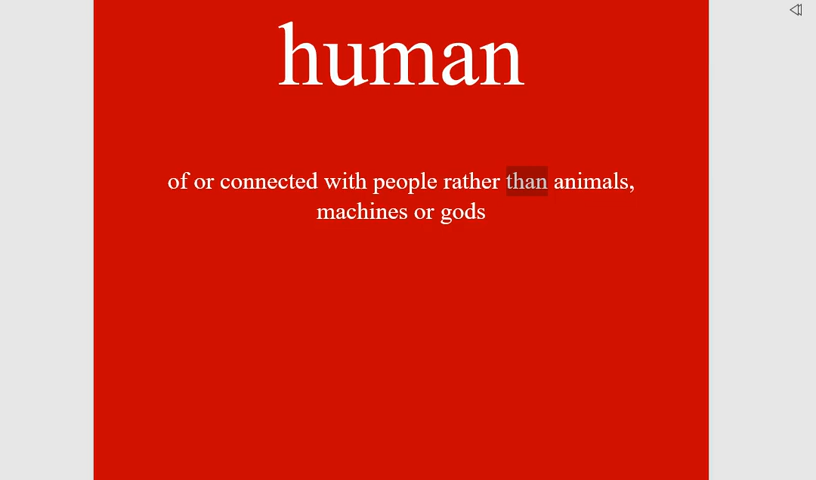 human
of or connected with people rather than animals,
machines or gods